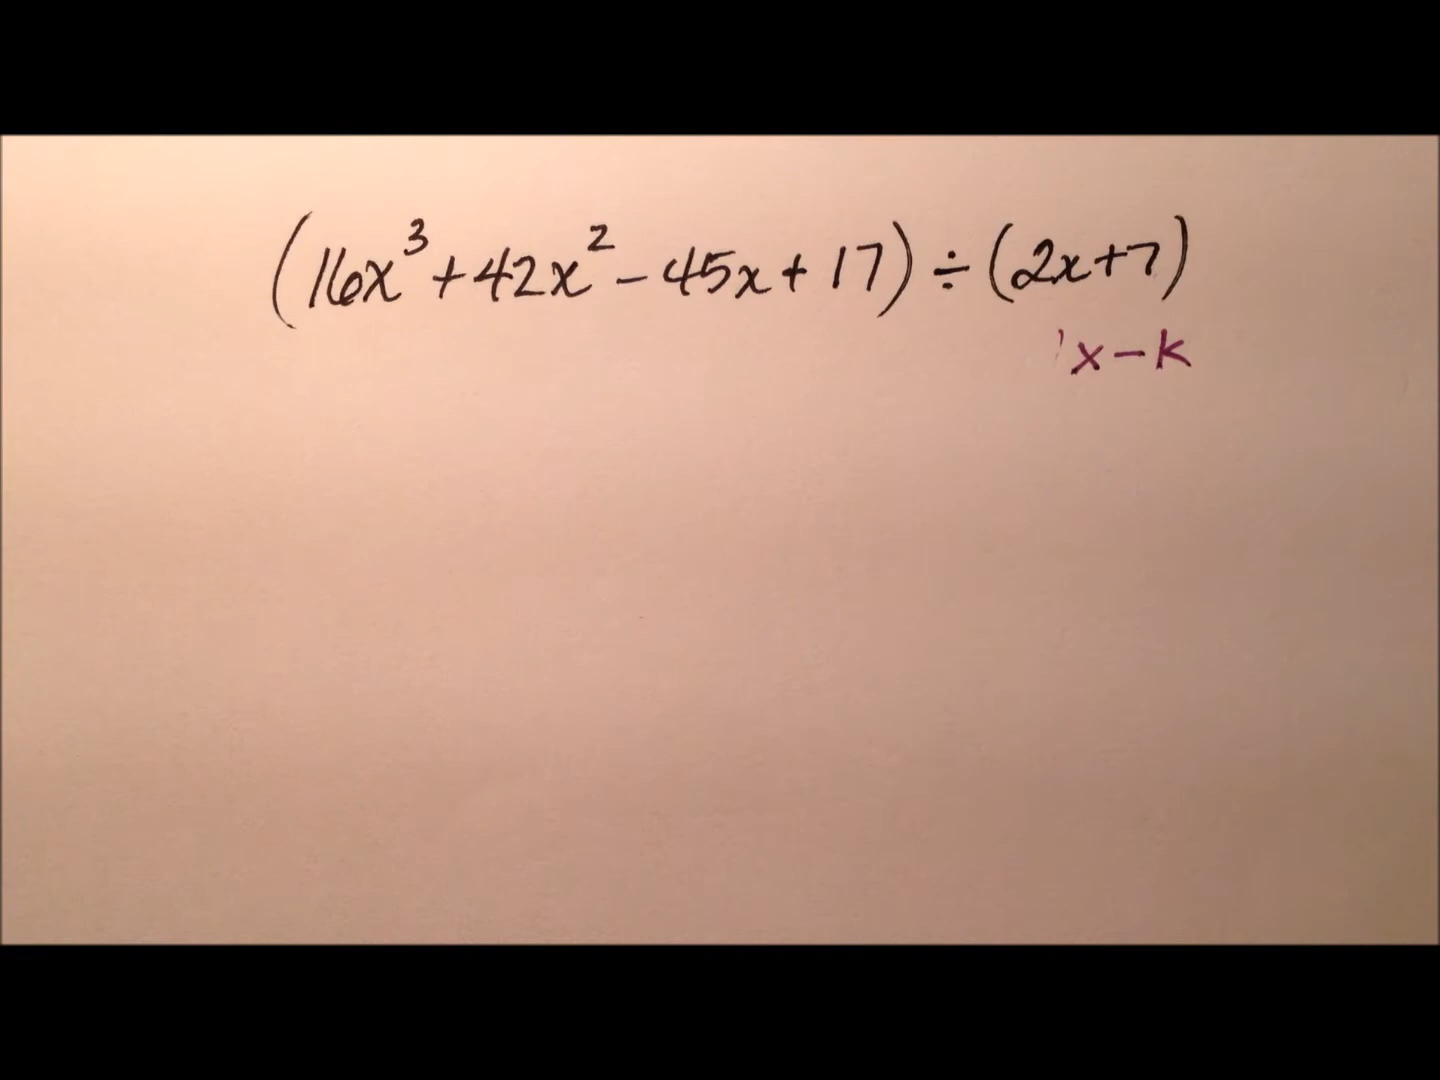 (16x³ + 42x² - 45x + 17) ÷ (2x + 7)
x - k